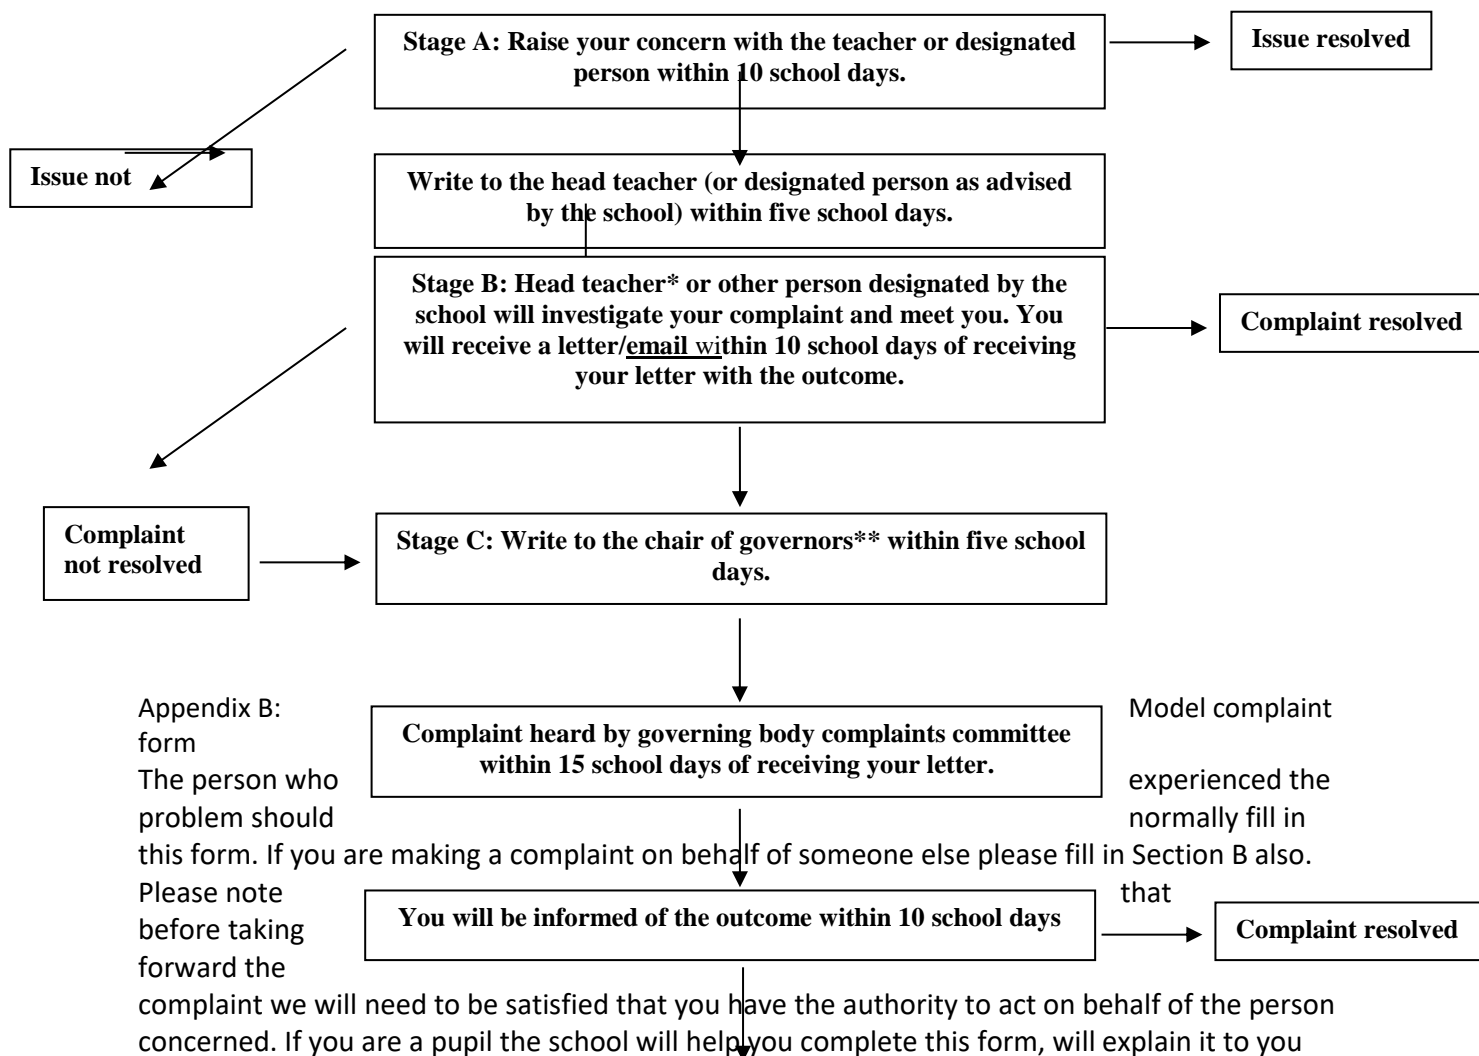 Stage A: Raise your concern with the teacher or designated
person within 10 school days.
Issue resolved
Issue not
Write to the head teacher (or designated person as advised
by the school) within five school days.
Stage B: Head teacher* or other person designated by the
school will investigate your complaint and meet you. You
will receive a letter/email within 10 school days of receiving
your letter with the outcome.
Complaint resolved
Complaint
not resolved
Stage C: Write to the chair of governors** within five school
days.
Appendix B: Model complaint
form
Complaint heard by governing body complaints committee
within 15 school days of receiving your letter.
The person who experienced the
problem should normally fill in
this form. If you are making a complaint on behalf of someone else please fill in Section B also.
Please note that
before taking
forward the
You will be informed of the outcome within 10 school days
Complaint resolved
complaint we will need to be satisfied that you have the authority to act on behalf of the person
concerned. If you are a pupil the school will help you complete this form, will explain it to you